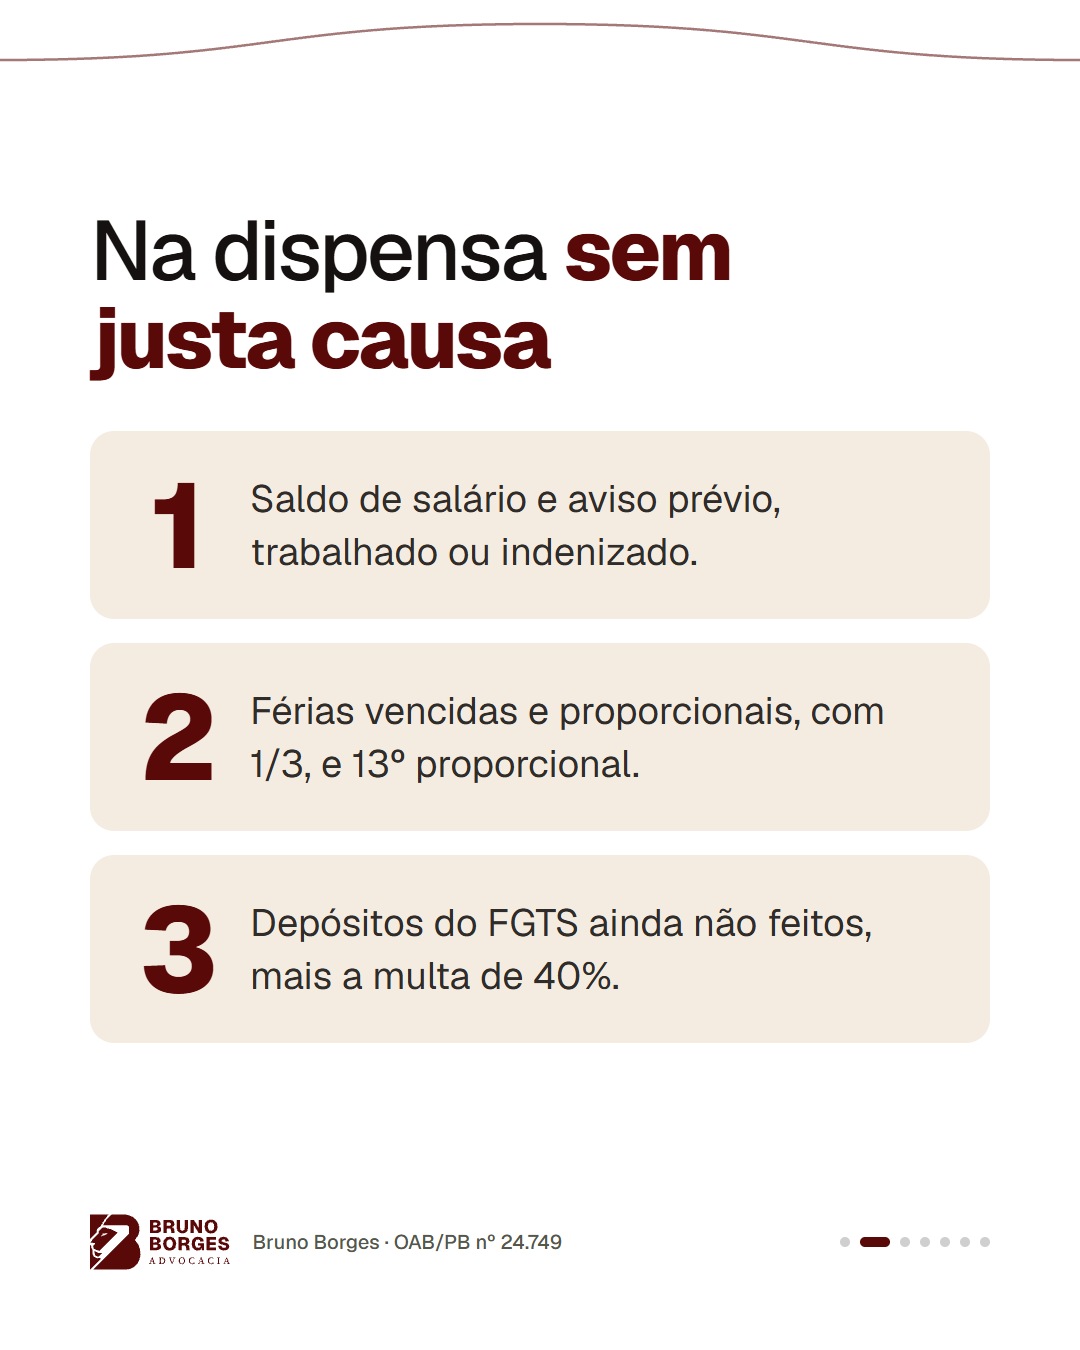 Na dispensa sem
justa causa
1
Saldo de salário e aviso prévio,
trabalhado ou indenizado.
2
Férias vencidas e proporcionais, com
1/3, e 13º proporcional.
3
Depósitos do FGTS ainda não feitos,
mais a multa de 40%.
BRUNO
BORGES
ADVOCACIA
Bruno Borges · OAB/PB nº 24.749